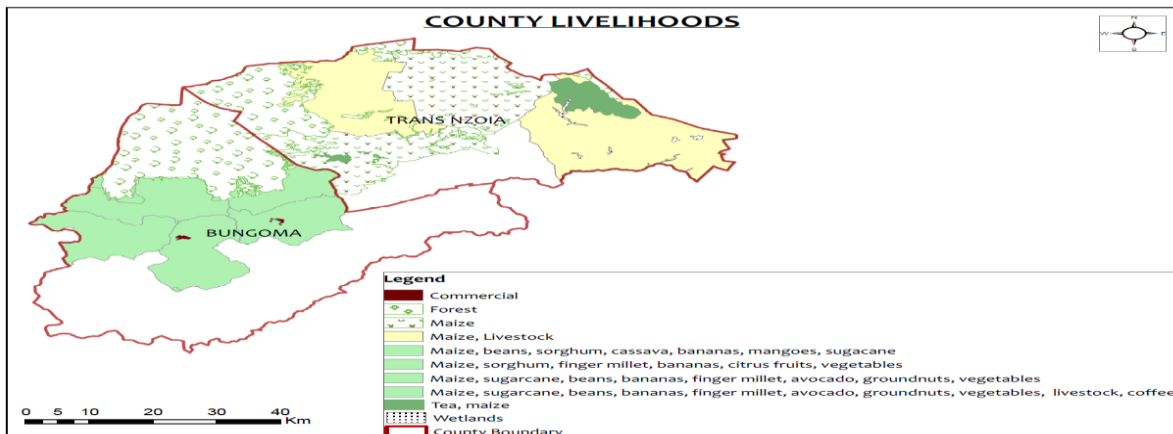 COUNTY LIVELIHOODS
N
W E
S
TRANS NZOIA
BUNGOMA
Legend
Commercial
Forest
Maize
Maize, Livestock
Maize, beans, sorghum, cassava, bananas, mangoes, sugacane
Maize, sorghum, finger millet, bananas, citrus fruits, vegetables
Maize, sugarcane, beans, bananas, finger millet, avocado, groundnuts, vegetables
Maize, sugarcane, beans, bananas, finger millet, avocado, groundnuts, vegetables, livestock, coffee
Tea, maize
Wetlands
County Boundary
0 5 10 20 30 40
Km